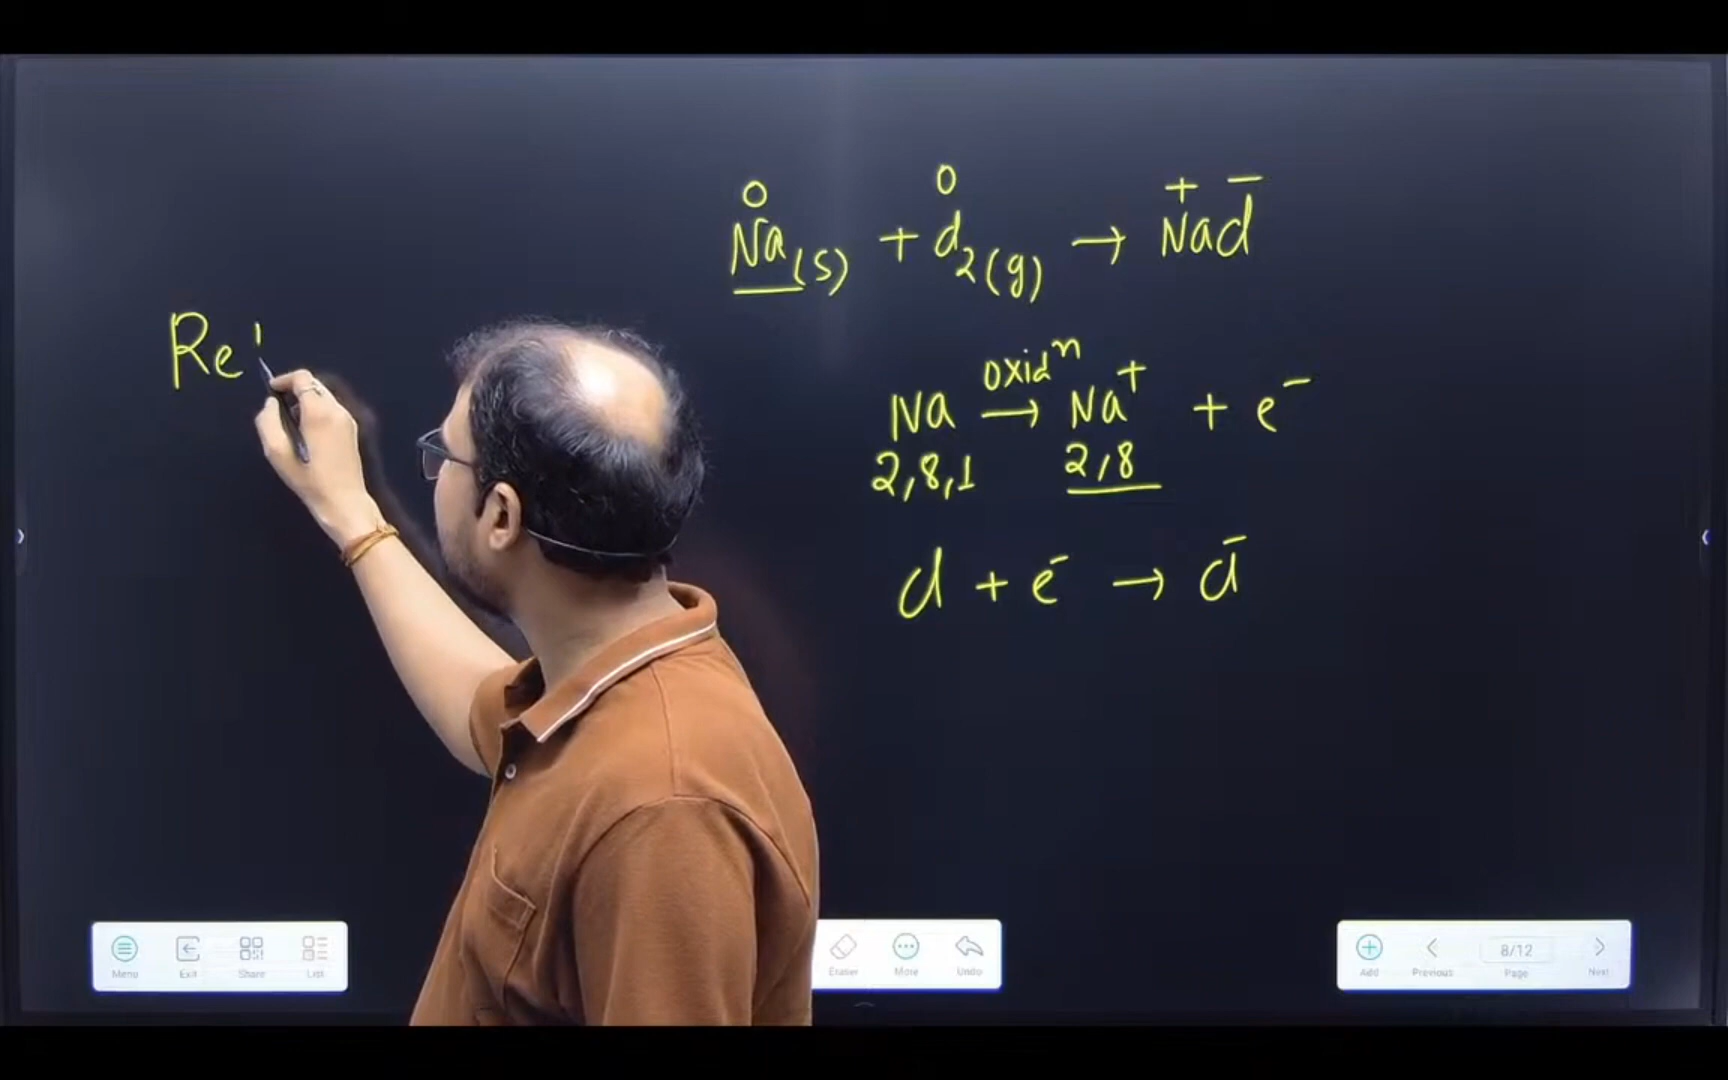 0 0 + −
Na(s) + Cl2(g) → NaCl
Re
oxidn
Na → Na+ + e−
2,8,1 2,8
Cl + e− → Cl−
Menu Exit Share List Eraser More Undo Add Previous 8/12 Page Next